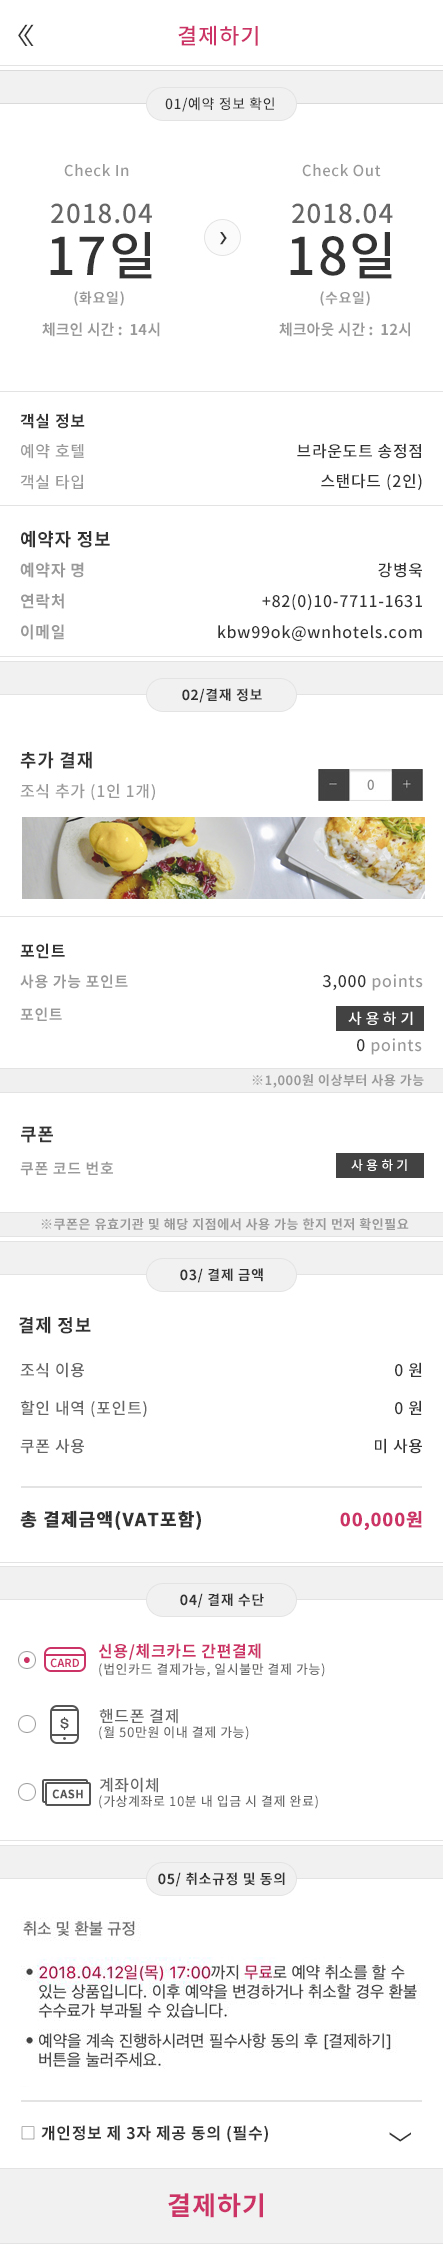 결제하기
01/예약 정보 확인
Check In
Check Out
2018.04
2018.04
17일
18일
(화요일)
(수요일)
체크인 시간 : 14시
체크아웃 시간 : 12시
객실 정보
예약 호텔 브라운도트 송정점
객실 타입 스탠다드 (2인)
예약자 정보
예약자 명 강병욱
연락처 +82(0)10-7711-1631
이메일 kbw99ok@wnhotels.com
02/결재 정보
추가 결재
조식 추가 (1인 1개) − 0 +
포인트
사용 가능 포인트 3,000 points
포인트 사용하기
0 points
※1,000원 이상부터 사용 가능
쿠폰
쿠폰 코드 번호 사용하기
※쿠폰은 유효기관 및 해당 지점에서 사용 가능 한지 먼저 확인필요
03/ 결제 금액
결제 정보
조식 이용 0 원
할인 내역 (포인트) 0 원
쿠폰 사용 미 사용
총 결제금액(VAT포함) 00,000원
04/ 결재 수단
CARD 신용/체크카드 간편결제
(법인카드 결제가능, 일시불만 결제 가능)
$ 핸드폰 결제
(월 50만원 이내 결제 가능)
CASH 계좌이체
(가상계좌로 10분 내 입금 시 결제 완료)
05/ 취소규정 및 동의
취소 및 환불 규정
• 2018.04.12일(목) 17:00까지 무료로 예약 취소를 할 수
있는 상품입니다. 이후 예약을 변경하거나 취소할 경우 환불
수수료가 부과될 수 있습니다.
• 예약을 계속 진행하시려면 필수사항 동의 후 [결제하기]
버튼을 눌러주세요.
개인정보 제 3자 제공 동의 (필수)
결제하기